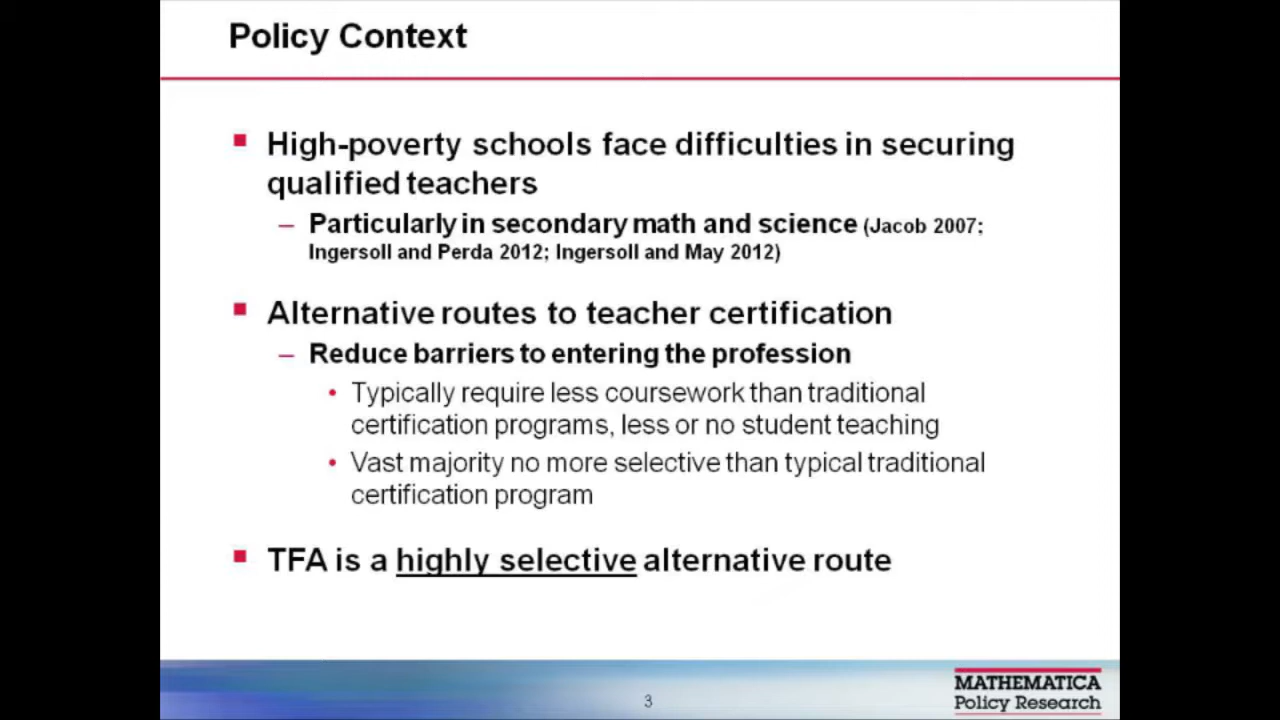 Policy Context
High-poverty schools face difficulties in securing
qualified teachers
– Particularly in secondary math and science (Jacob 2007;
Ingersoll and Perda 2012; Ingersoll and May 2012)
Alternative routes to teacher certification
– Reduce barriers to entering the profession
• Typically require less coursework than traditional
certification programs, less or no student teaching
• Vast majority no more selective than typical traditional
certification program
TFA is a highly selective alternative route
3
MATHEMATICA
Policy Research